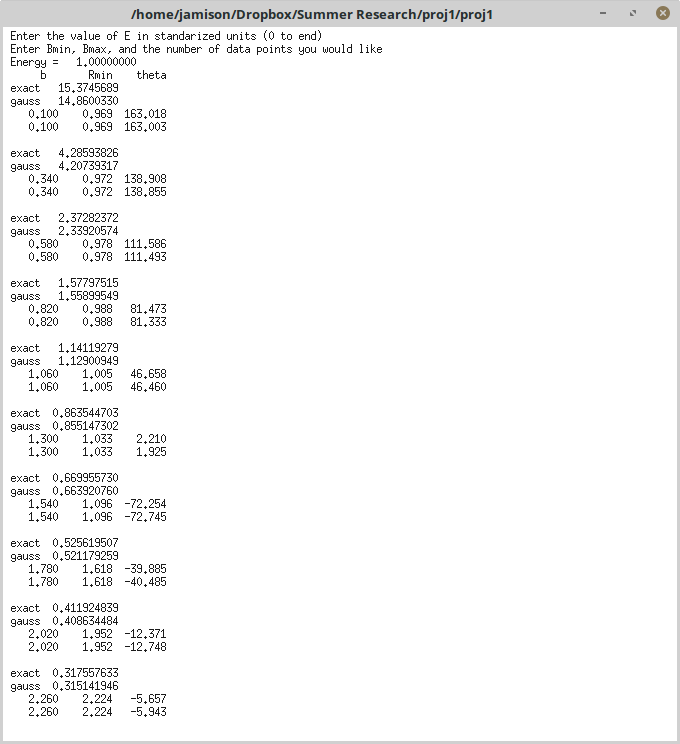 /home/jamison/Dropbox/Summer Research/proj1/proj1
Enter the value of E in standarized units (0 to end)
Enter Bmin, Bmax, and the number of data points you would like
Energy =   1.00000000
b       Rmin    theta
exact   15.3745689
gauss   14.8600330
0.100    0.969  163.018
0.100    0.969  163.003
exact   4.28593826
gauss   4.20739317
0.340    0.972  138.908
0.340    0.972  138.855
exact   2.37282372
gauss   2.33920574
0.580    0.978  111.586
0.580    0.978  111.493
exact   1.57797515
gauss   1.55899549
0.820    0.988   81.473
0.820    0.988   81.333
exact   1.14119279
gauss   1.12900949
1.060    1.005   46.658
1.060    1.005   46.460
exact  0.863544703
gauss  0.855147302
1.300    1.033    2.210
1.300    1.033    1.925
exact  0.669955730
gauss  0.663920760
1.540    1.096  -72.254
1.540    1.096  -72.745
exact  0.525619507
gauss  0.521179259
1.780    1.618  -39.885
1.780    1.618  -40.485
exact  0.411924839
gauss  0.408634484
2.020    1.952  -12.371
2.020    1.952  -12.748
exact  0.317557633
gauss  0.315141946
2.260    2.224   -5.657
2.260    2.224   -5.943